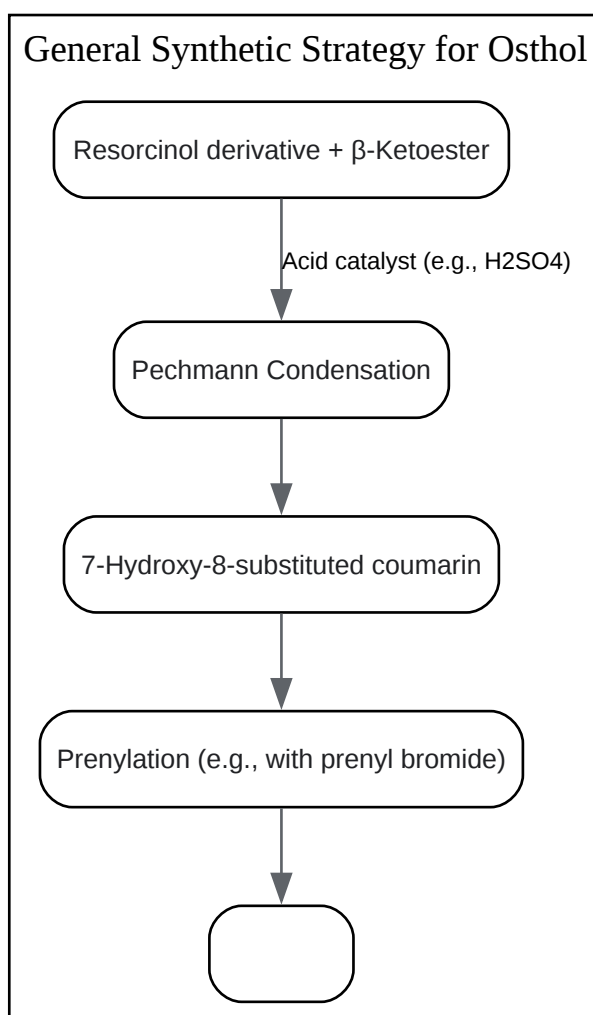 General Synthetic Strategy for Osthol
Resorcinol derivative + β-Ketoester
Acid catalyst (e.g., H2SO4)
Pechmann Condensation
7-Hydroxy-8-substituted coumarin
Prenylation (e.g., with prenyl bromide)